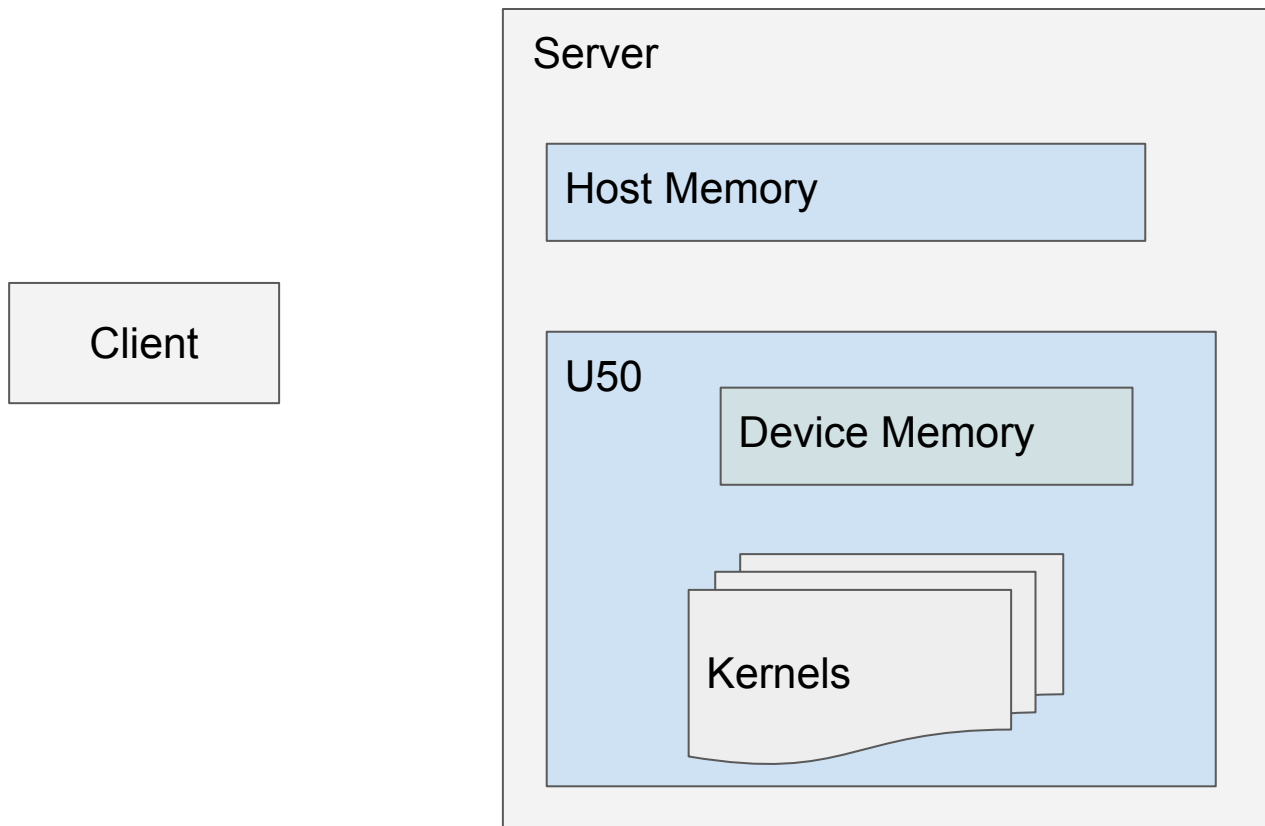 Server
Host Memory
Client
U50
Device Memory
Kernels